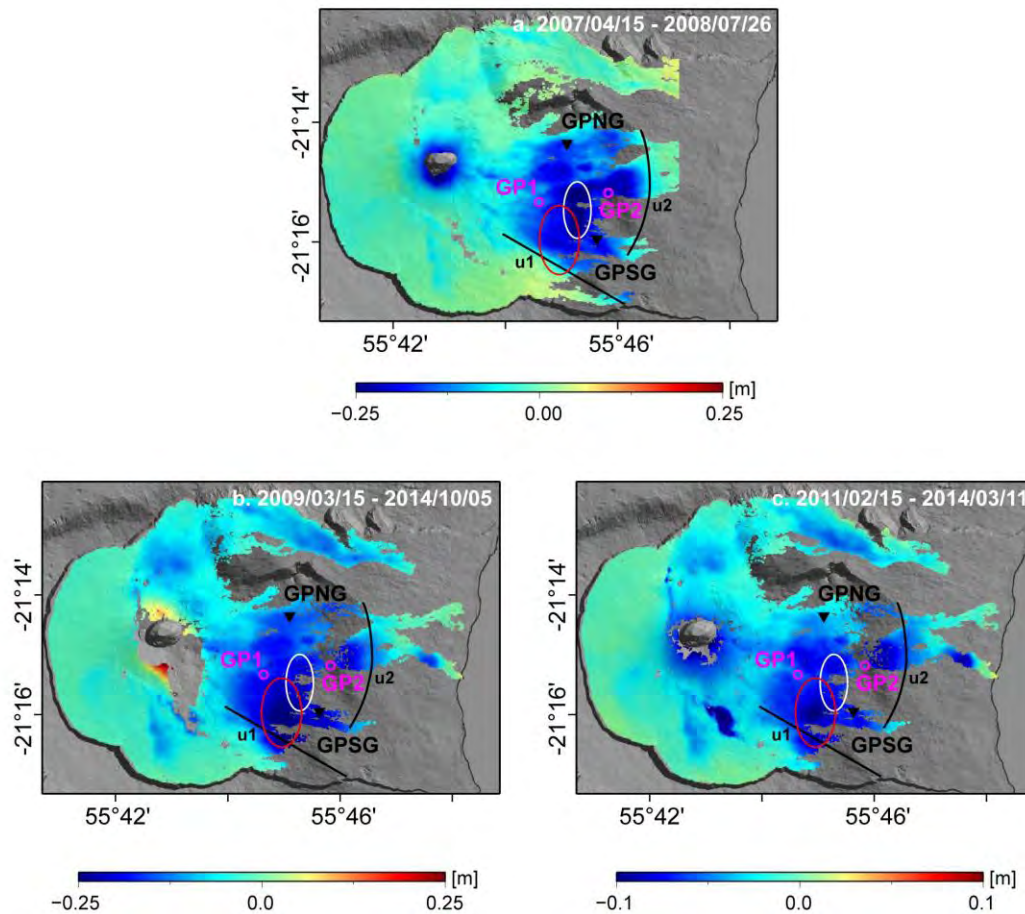 a. 2007/04/15 - 2008/07/26
-21°14'
GPNG
GP1
GP2
u2
-21°16'
u1
GPSG
55°42'
55°46'
[m]
−0.25
0.00
0.25
b. 2009/03/15 - 2014/10/05
-21°14'
GPNG
GP1
GP2
u2
-21°16'
u1
GPSG
55°42'
55°46'
[m]
−0.25
0.0
0.25
c. 2011/02/15 - 2014/03/11
-21°14'
GPNG
GP1
GP2
u2
-21°16'
u1
GPSG
55°42'
55°46'
[m]
−0.1
0.0
0.1